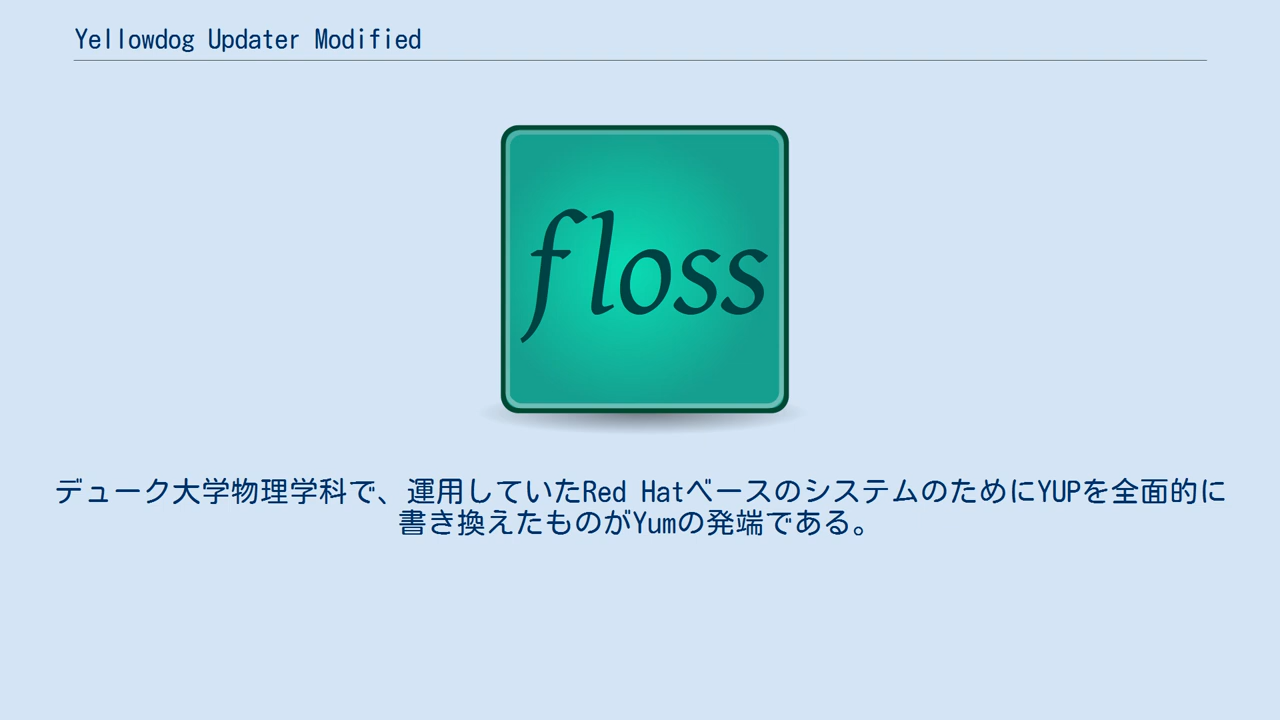 Yellowdog Updater Modified
floss
デューク大学物理学科で、運用していたRed HatベースのシステムのためにYUPを全面的に
書き換えたものがYumの発端である。